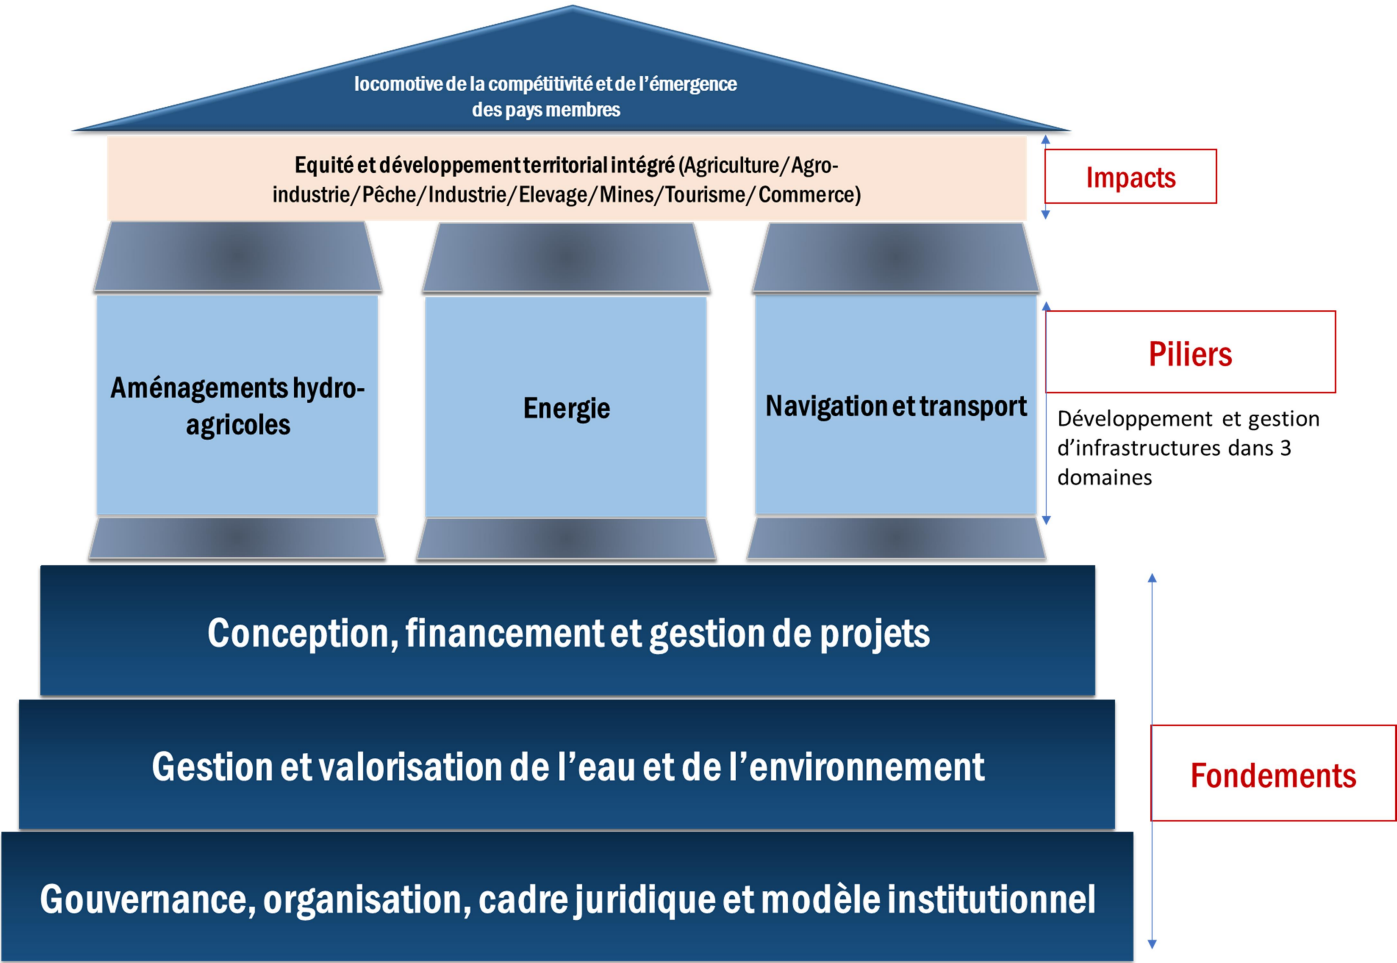 locomotive de la compétitivité et de l'émergence
des pays membres
Equité et développement territorial intégré (Agriculture/Agro-
industrie/Pêche/Industrie/Elevage/Mines/Tourisme/Commerce)
Impacts
Aménagements hydro-
agricoles
Energie
Navigation et transport
Piliers
Développement et gestion
d'infrastructures dans 3
domaines
Conception, financement et gestion de projets
Gestion et valorisation de l'eau et de l'environnement
Fondements
Gouvernance, organisation, cadre juridique et modèle institutionnel